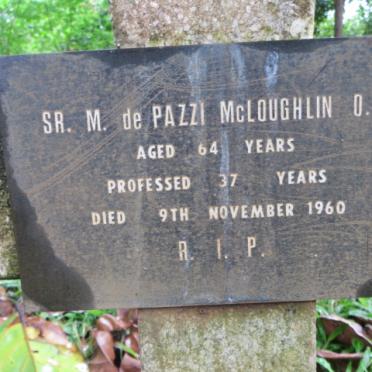 SR. M. de PAZZI McLOUGHLIN O.
AGED 64 YEARS
PROFESSED 37 YEARS
DIED 9TH NOVEMBER 1960
R. I. P.